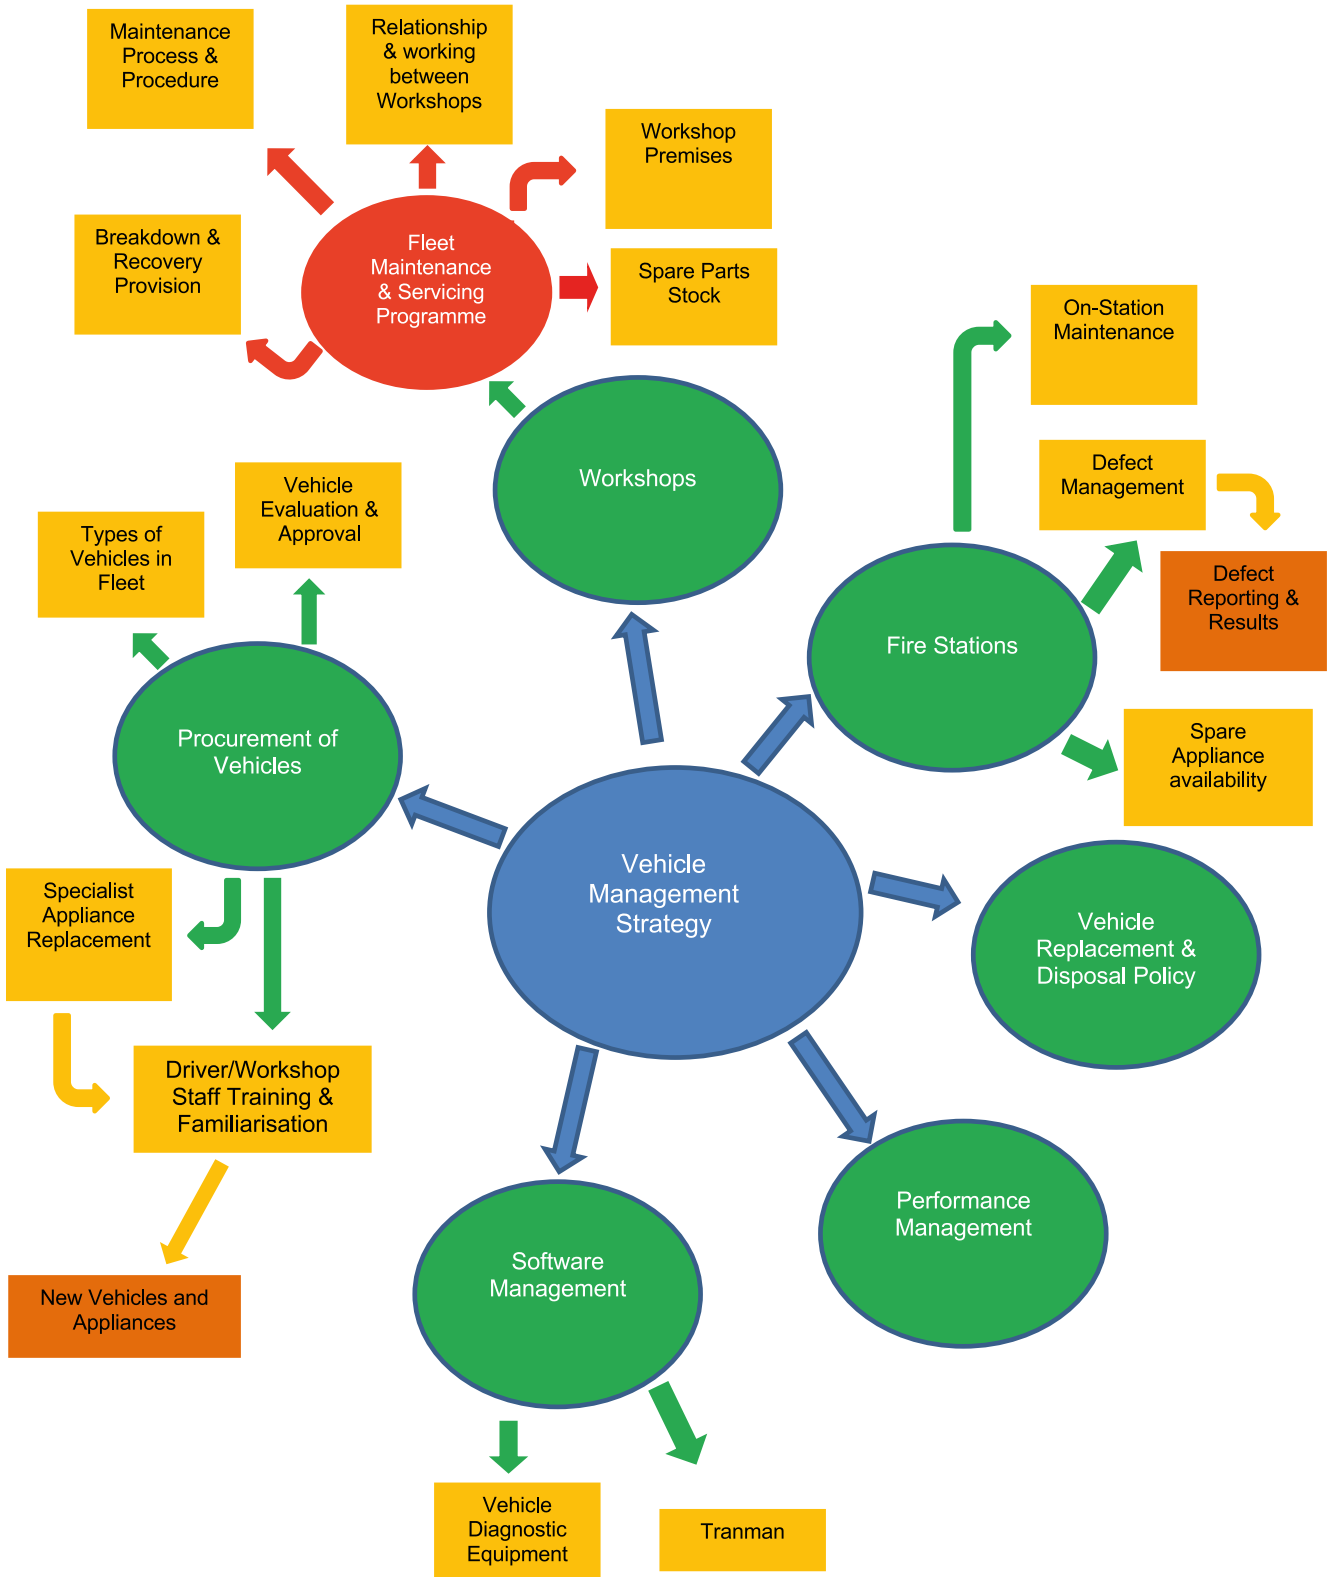 Maintenance
Process &
Procedure
Relationship
& working
between
Workshops
Workshop
Premises
Breakdown &
Recovery
Provision
Fleet
Maintenance
& Servicing
Programme
Spare Parts
Stock
On-Station
Maintenance
Workshops
Defect
Management
Vehicle
Evaluation &
Approval
Types of
Vehicles in
Fleet
Defect
Reporting &
Results
Fire Stations
Procurement of
Vehicles
Spare
Appliance
availability
Vehicle
Management
Strategy
Specialist
Appliance
Replacement
Vehicle
Replacement &
Disposal Policy
Driver/Workshop
Staff Training &
Familiarisation
Performance
Management
Software
Management
New Vehicles and
Appliances
Vehicle
Diagnostic
Equipment
Tranman